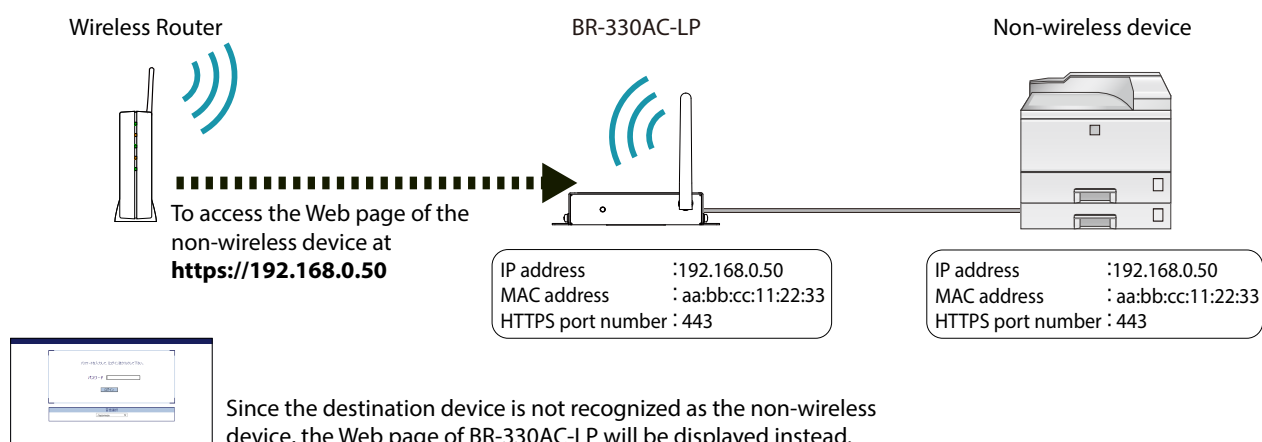 Wireless Router
BR-330AC-LP
Non-wireless device
To access the Web page of the
non-wireless device at
https://192.168.0.50
IP address :192.168.0.50
MAC address : aa:bb:cc:11:22:33
HTTPS port number : 443
IP address :192.168.0.50
MAC address : aa:bb:cc:11:22:33
HTTPS port number : 443
Since the destination device is not recognized as the non-wireless
device, the Web page of BR-330AC-LP will be displayed instead.